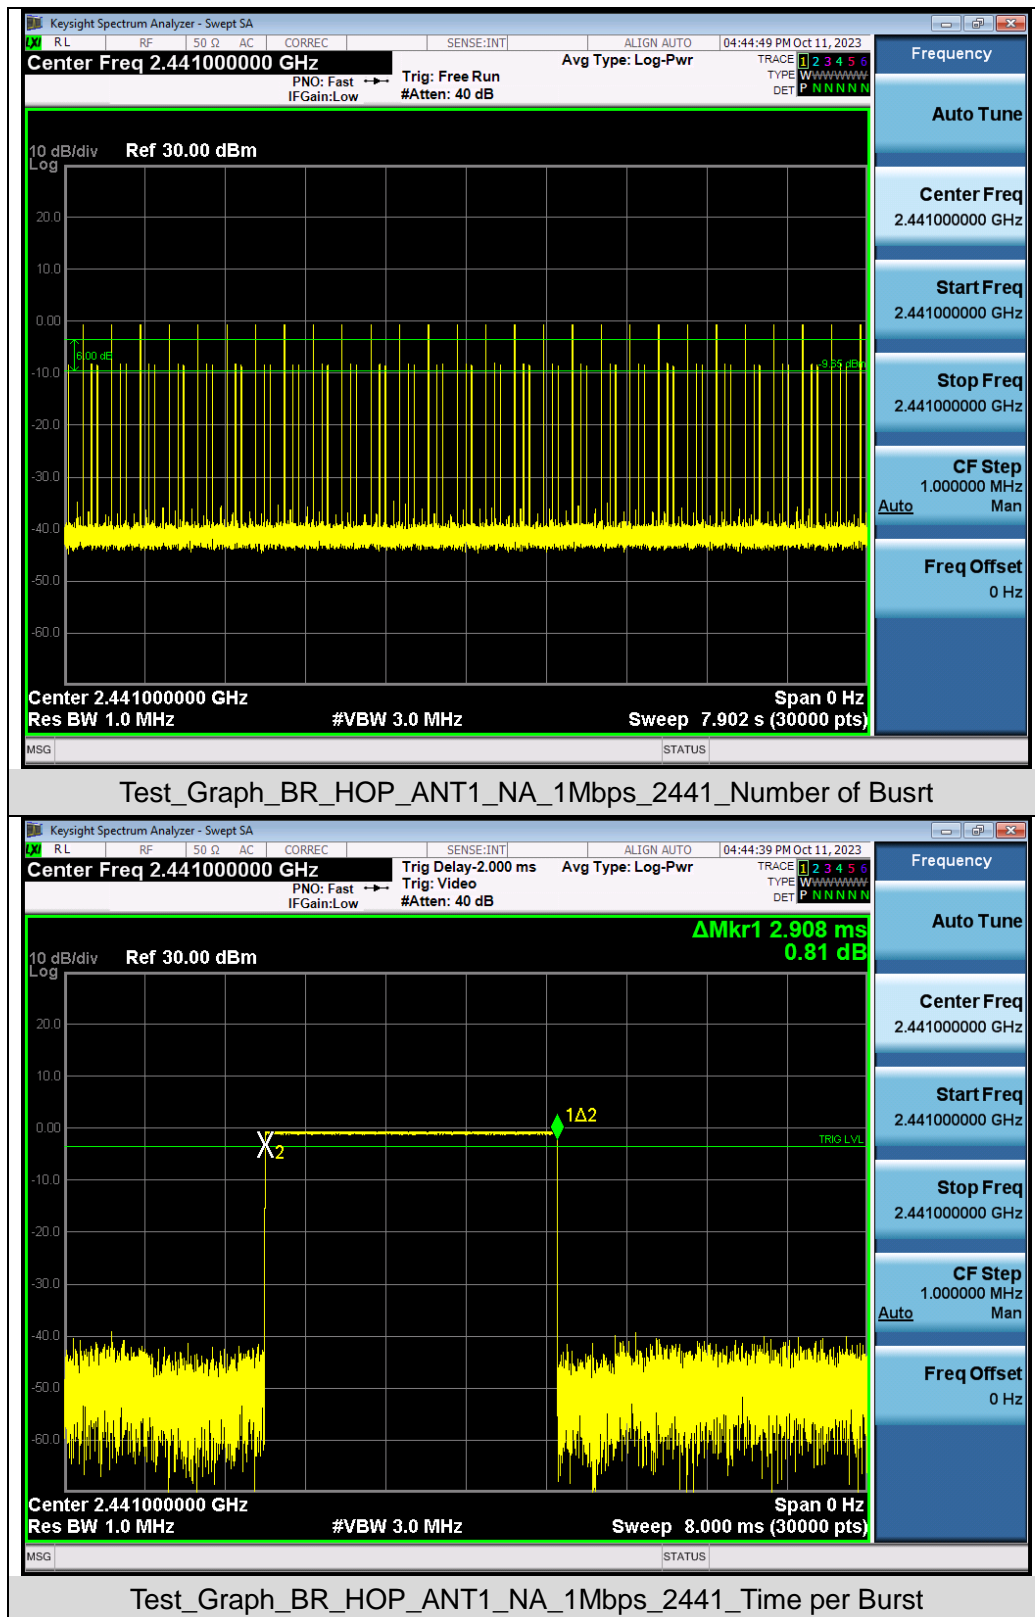 Keysight Spectrum Analyzer - Swept SA
LXI RL RF 50 Ω AC CORREC SENSE:INT ALIGN AUTO 04:44:49 PM Oct 11, 2023
Center Freq 2.441000000 GHz Avg Type: Log-Pwr TRACE 1 2 3 4 5 6
PNO: Fast Trig: Free Run TYPE WWWWWW
IFGain:Low #Atten: 40 dB DET P N N N N N
10 dB/div Ref 30.00 dBm
Log
20.0
10.0
0.00
6.00 dB
-9.65 dBm
-10.0
-20.0
-30.0
-40.0
-50.0
-60.0
Center 2.441000000 GHz Span 0 Hz
Res BW 1.0 MHz #VBW 3.0 MHz Sweep 7.902 s (30000 pts)
MSG STATUS
Frequency
Auto Tune
Center Freq
2.441000000 GHz
Start Freq
2.441000000 GHz
Stop Freq
2.441000000 GHz
CF Step
1.000000 MHz
Auto Man
Freq Offset
0 Hz
Test_Graph_BR_HOP_ANT1_NA_1Mbps_2441_Number of Busrt
Keysight Spectrum Analyzer - Swept SA
LXI RL RF 50 Ω AC CORREC SENSE:INT ALIGN AUTO 04:44:39 PM Oct 11, 2023
Center Freq 2.441000000 GHz Trig Delay-2.000 ms Avg Type: Log-Pwr TRACE 1 2 3 4 5 6
PNO: Fast Trig: Video TYPE WWWWWW
IFGain:Low #Atten: 40 dB DET P N N N N N
ΔMkr1 2.908 ms
0.81 dB
10 dB/div Ref 30.00 dBm
Log
20.0
10.0
0.00
1Δ2
TRIG LVL
2
-10.0
-20.0
-30.0
-40.0
-50.0
-60.0
Center 2.441000000 GHz Span 0 Hz
Res BW 1.0 MHz #VBW 3.0 MHz Sweep 8.000 ms (30000 pts)
MSG STATUS
Frequency
Auto Tune
Center Freq
2.441000000 GHz
Start Freq
2.441000000 GHz
Stop Freq
2.441000000 GHz
CF Step
1.000000 MHz
Auto Man
Freq Offset
0 Hz
Test_Graph_BR_HOP_ANT1_NA_1Mbps_2441_Time per Burst